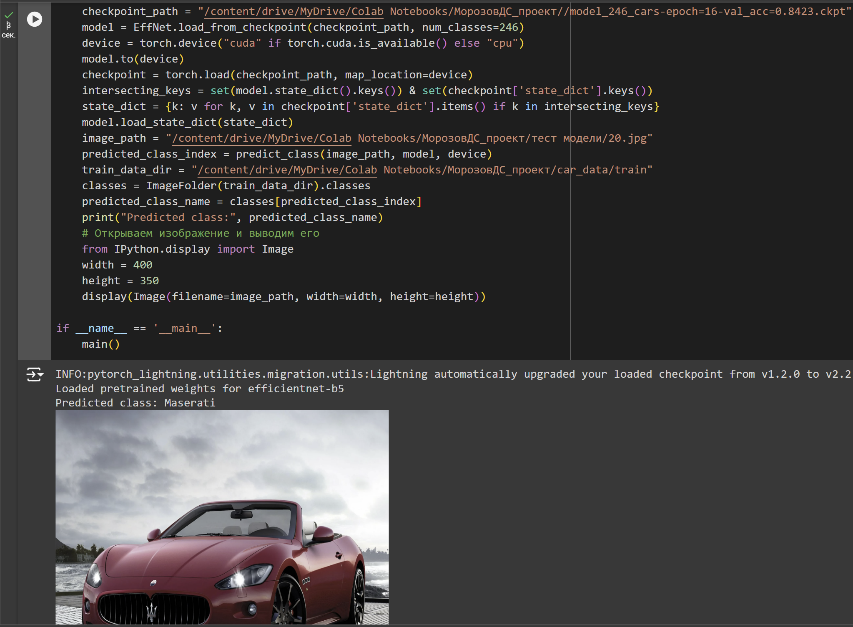 checkpoint_path = "/content/drive/MyDrive/Colab Notebooks/МорозовДС_проект//model_246_cars-epoch=16-val_acc=0.8423.ckpt"
model = EffNet.load_from_checkpoint(checkpoint_path, num_classes=246)
device = torch.device("cuda" if torch.cuda.is_available() else "cpu")
model.to(device)
checkpoint = torch.load(checkpoint_path, map_location=device)
intersecting_keys = set(model.state_dict().keys()) & set(checkpoint['state_dict'].keys())
state_dict = {k: v for k, v in checkpoint['state_dict'].items() if k in intersecting_keys}
model.load_state_dict(state_dict)
image_path = "/content/drive/MyDrive/Colab Notebooks/МорозовДС_проект/тест модели/20.jpg"
predicted_class_index = predict_class(image_path, model, device)
train_data_dir = "/content/drive/MyDrive/Colab Notebooks/МорозовДС_проект/car_data/train"
classes = ImageFolder(train_data_dir).classes
predicted_class_name = classes[predicted_class_index]
print("Predicted class:", predicted_class_name)
# Открываем изображение и выводим его
from IPython.display import Image
width = 400
height = 350
display(Image(filename=image_path, width=width, height=height))
if __name__ == '__main__':
main()
сек.
INFO:pytorch_lightning.utilities.migration.utils:Lightning automatically upgraded your loaded checkpoint from v1.2.0 to v2.2
Loaded pretrained weights for efficientnet-b5
Predicted class: Maserati